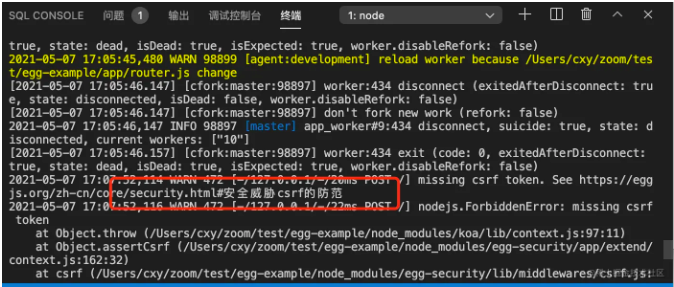 SQL CONSOLE 问题 1 输出 调试控制台 终端 1: node
true, state: dead, isDead: true, isExpected: true, worker.disableRefork: false)
2021-05-07 17:05:45,480 WARN 98899 [agent:development] reload worker because /Users/cxy/zoom/tes
t/egg-example/app/router.js change
[2021-05-07 17:05:46.147] [cfork:master:98897] worker:434 disconnect (exitedAfterDisconnect: tru
e, state: disconnected, isDead: false, worker.disableRefork: false)
[2021-05-07 17:05:46.147] [cfork:master:98897] don't fork new work (refork: false)
2021-05-07 17:05:46,147 INFO 98897 [master] app_worker#9:434 disconnect, suicide: true, state: d
isconnected, current workers: ["10"]
[2021-05-07 17:05:46.157] [cfork:master:98897] worker:434 exit (code: 0, exitedAfterDisconnect:
true, state: dead, isDead: true, isExpected: true, worker.disableRefork: false)
2021-05-07 17:07:52,114 WARN 472 [-/127.0.0.1/-/20ms POST /] missing csrf token. See https://egg
js.org/zh-cn/core/security.html#安全威胁csrf的防范
2021-05-07 17:07:52,116 WARN 472 [-/127.0.0.1/-/22ms POST /] nodejs.ForbiddenError: missing csrf
token
at Object.throw (/Users/cxy/zoom/test/egg-example/node_modules/koa/lib/context.js:97:11)
at Object.assertCsrf (/Users/cxy/zoom/test/egg-example/node_modules/egg-security/app/extend/
context.js:162:32)
at csrf (/Users/cxy/zoom/test/egg-example/node_modules/egg-security/lib/middlewares/csrf.js: